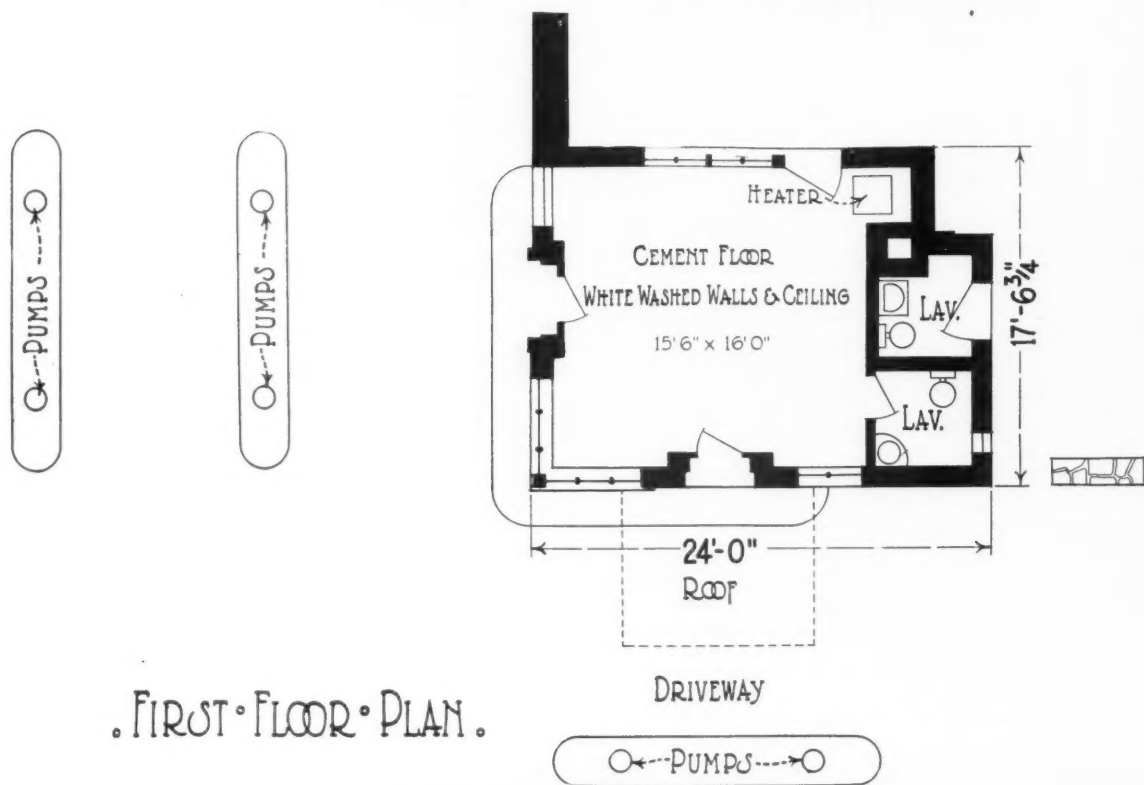 HEATER
CEMENT FLOOR
WHITE WASHED WALLS & CEILING
15'6" x 16'0"
LAV.
LAV.
17'-6¾"
PUMPS
PUMPS
24'-0"
ROOF
DRIVEWAY
. FIRST • FLOOR • PLAN .
PUMPS